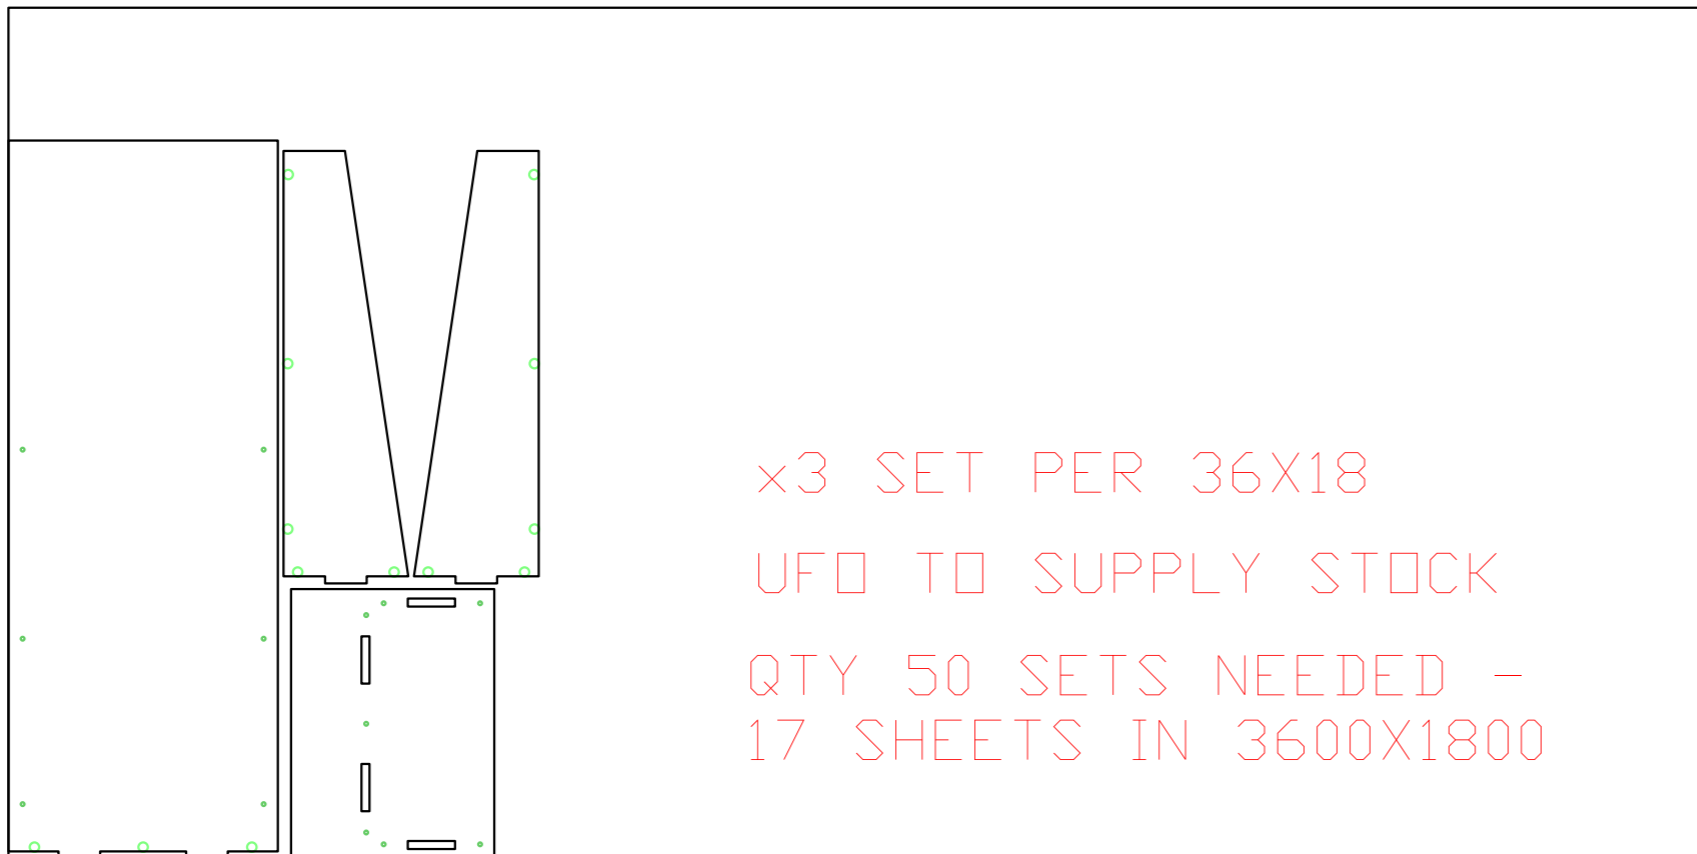 x3 SET PER 36X18
UFO TO SUPPLY STOCK
QTY 50 SETS NEEDED -
17 SHEETS IN 3600X1800